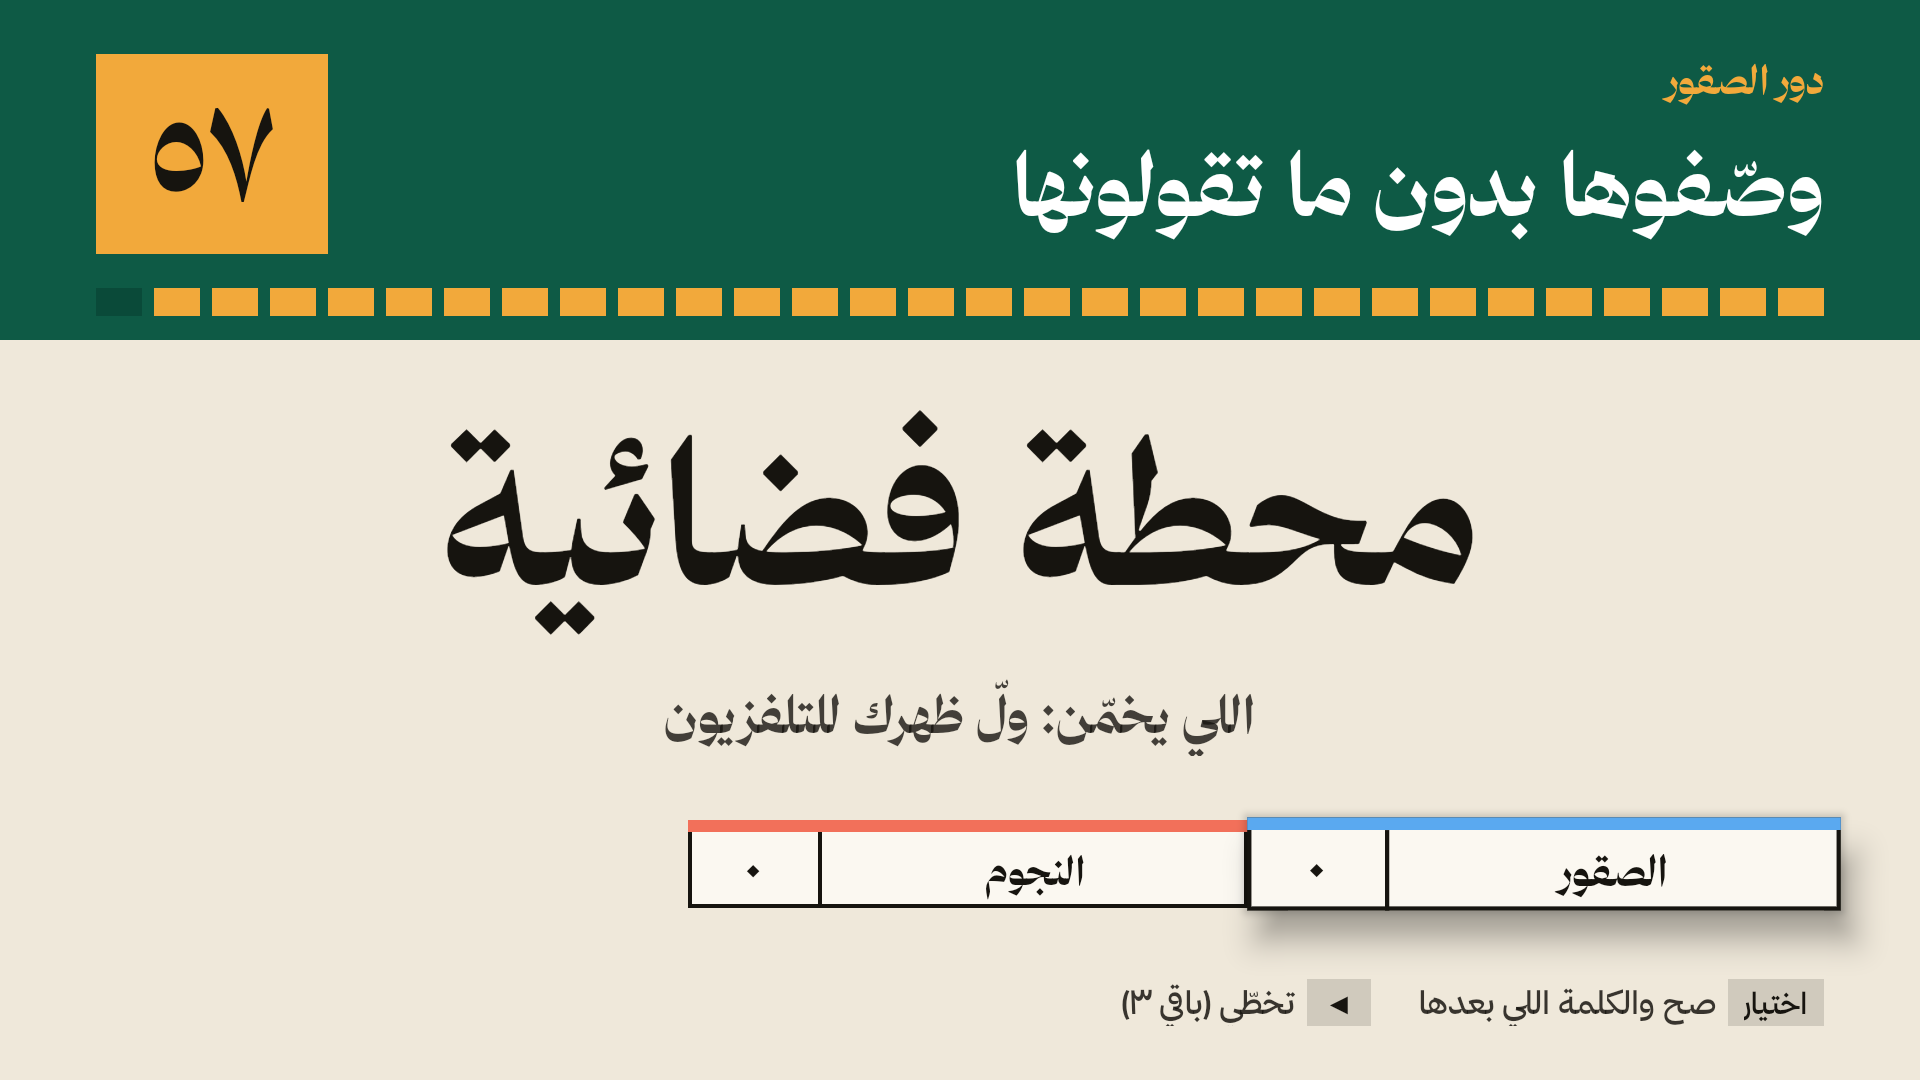 دور الصقور
وصّفوها بدون ما تقولونها
٥٧
محطة فضائية
اللي يخمّن: ولّ ظهرك للتلفزيون
الصقور ٠
النجوم ٠
اختيار صح والكلمة اللي بعدها ◀ تخطّى (باقي ٣)